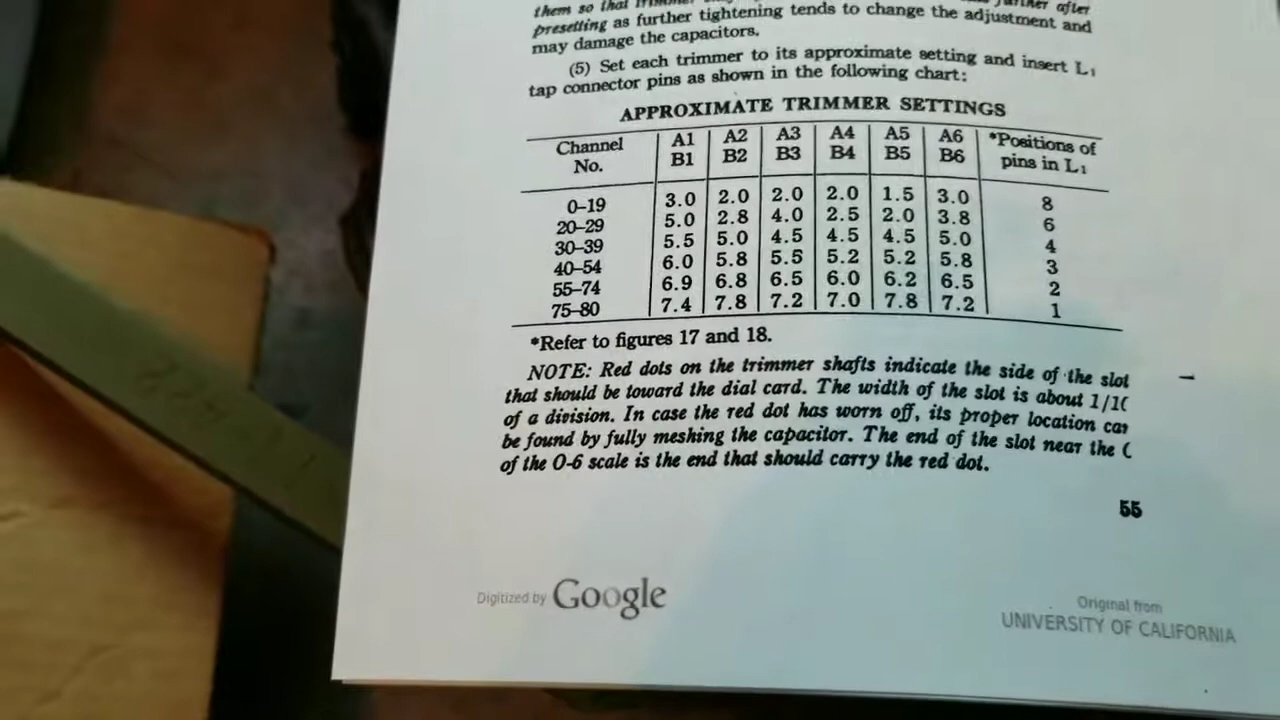 them so that
further after
presetting as further tightening tends to change the adjustment and
may damage the capacitors.
(5) Set each trimmer to its approximate setting and insert L1
tap connector pins as shown in the following chart:
APPROXIMATE TRIMMER SETTINGS
Channel No. A1 B1 A2 B2 A3 B3 A4 B4 A5 B5 A6 B6 *Positions of pins in L1
0–19 3.0 2.0 2.0 2.0 1.5 3.0 8
20–29 5.0 2.8 4.0 2.5 2.0 3.8 6
30–39 5.5 5.0 4.5 4.5 4.5 5.0 4
40–54 6.0 5.8 5.5 5.2 5.2 5.8 3
55–74 6.9 6.8 6.5 6.0 6.2 6.5 2
75–80 7.4 7.8 7.2 7.0 7.8 7.2 1
*Refer to figures 17 and 18.
NOTE: Red dots on the trimmer shafts indicate the side of the slot
that should be toward the dial card. The width of the slot is about 1/1
of a division. In case the red dot has worn off, its proper location
be found by fully meshing the capacitor. The end of the slot near the
of the 0-6 scale is the end that should carry the red dot.
55
Digitized by Google
Original from
UNIVERSITY OF CALIFORNIA